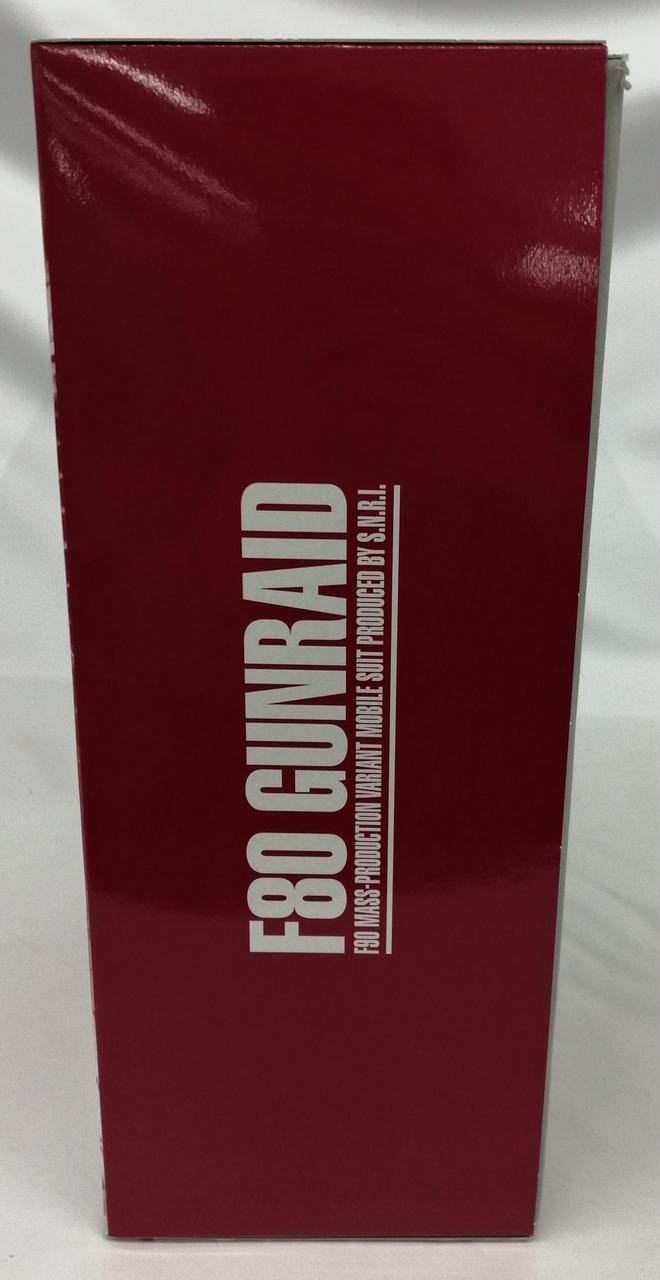 F80 GUNRAID
F90 MASS-PRODUCTION VARIANT MOBILE SUIT PRODUCED BY S.N.R.I.